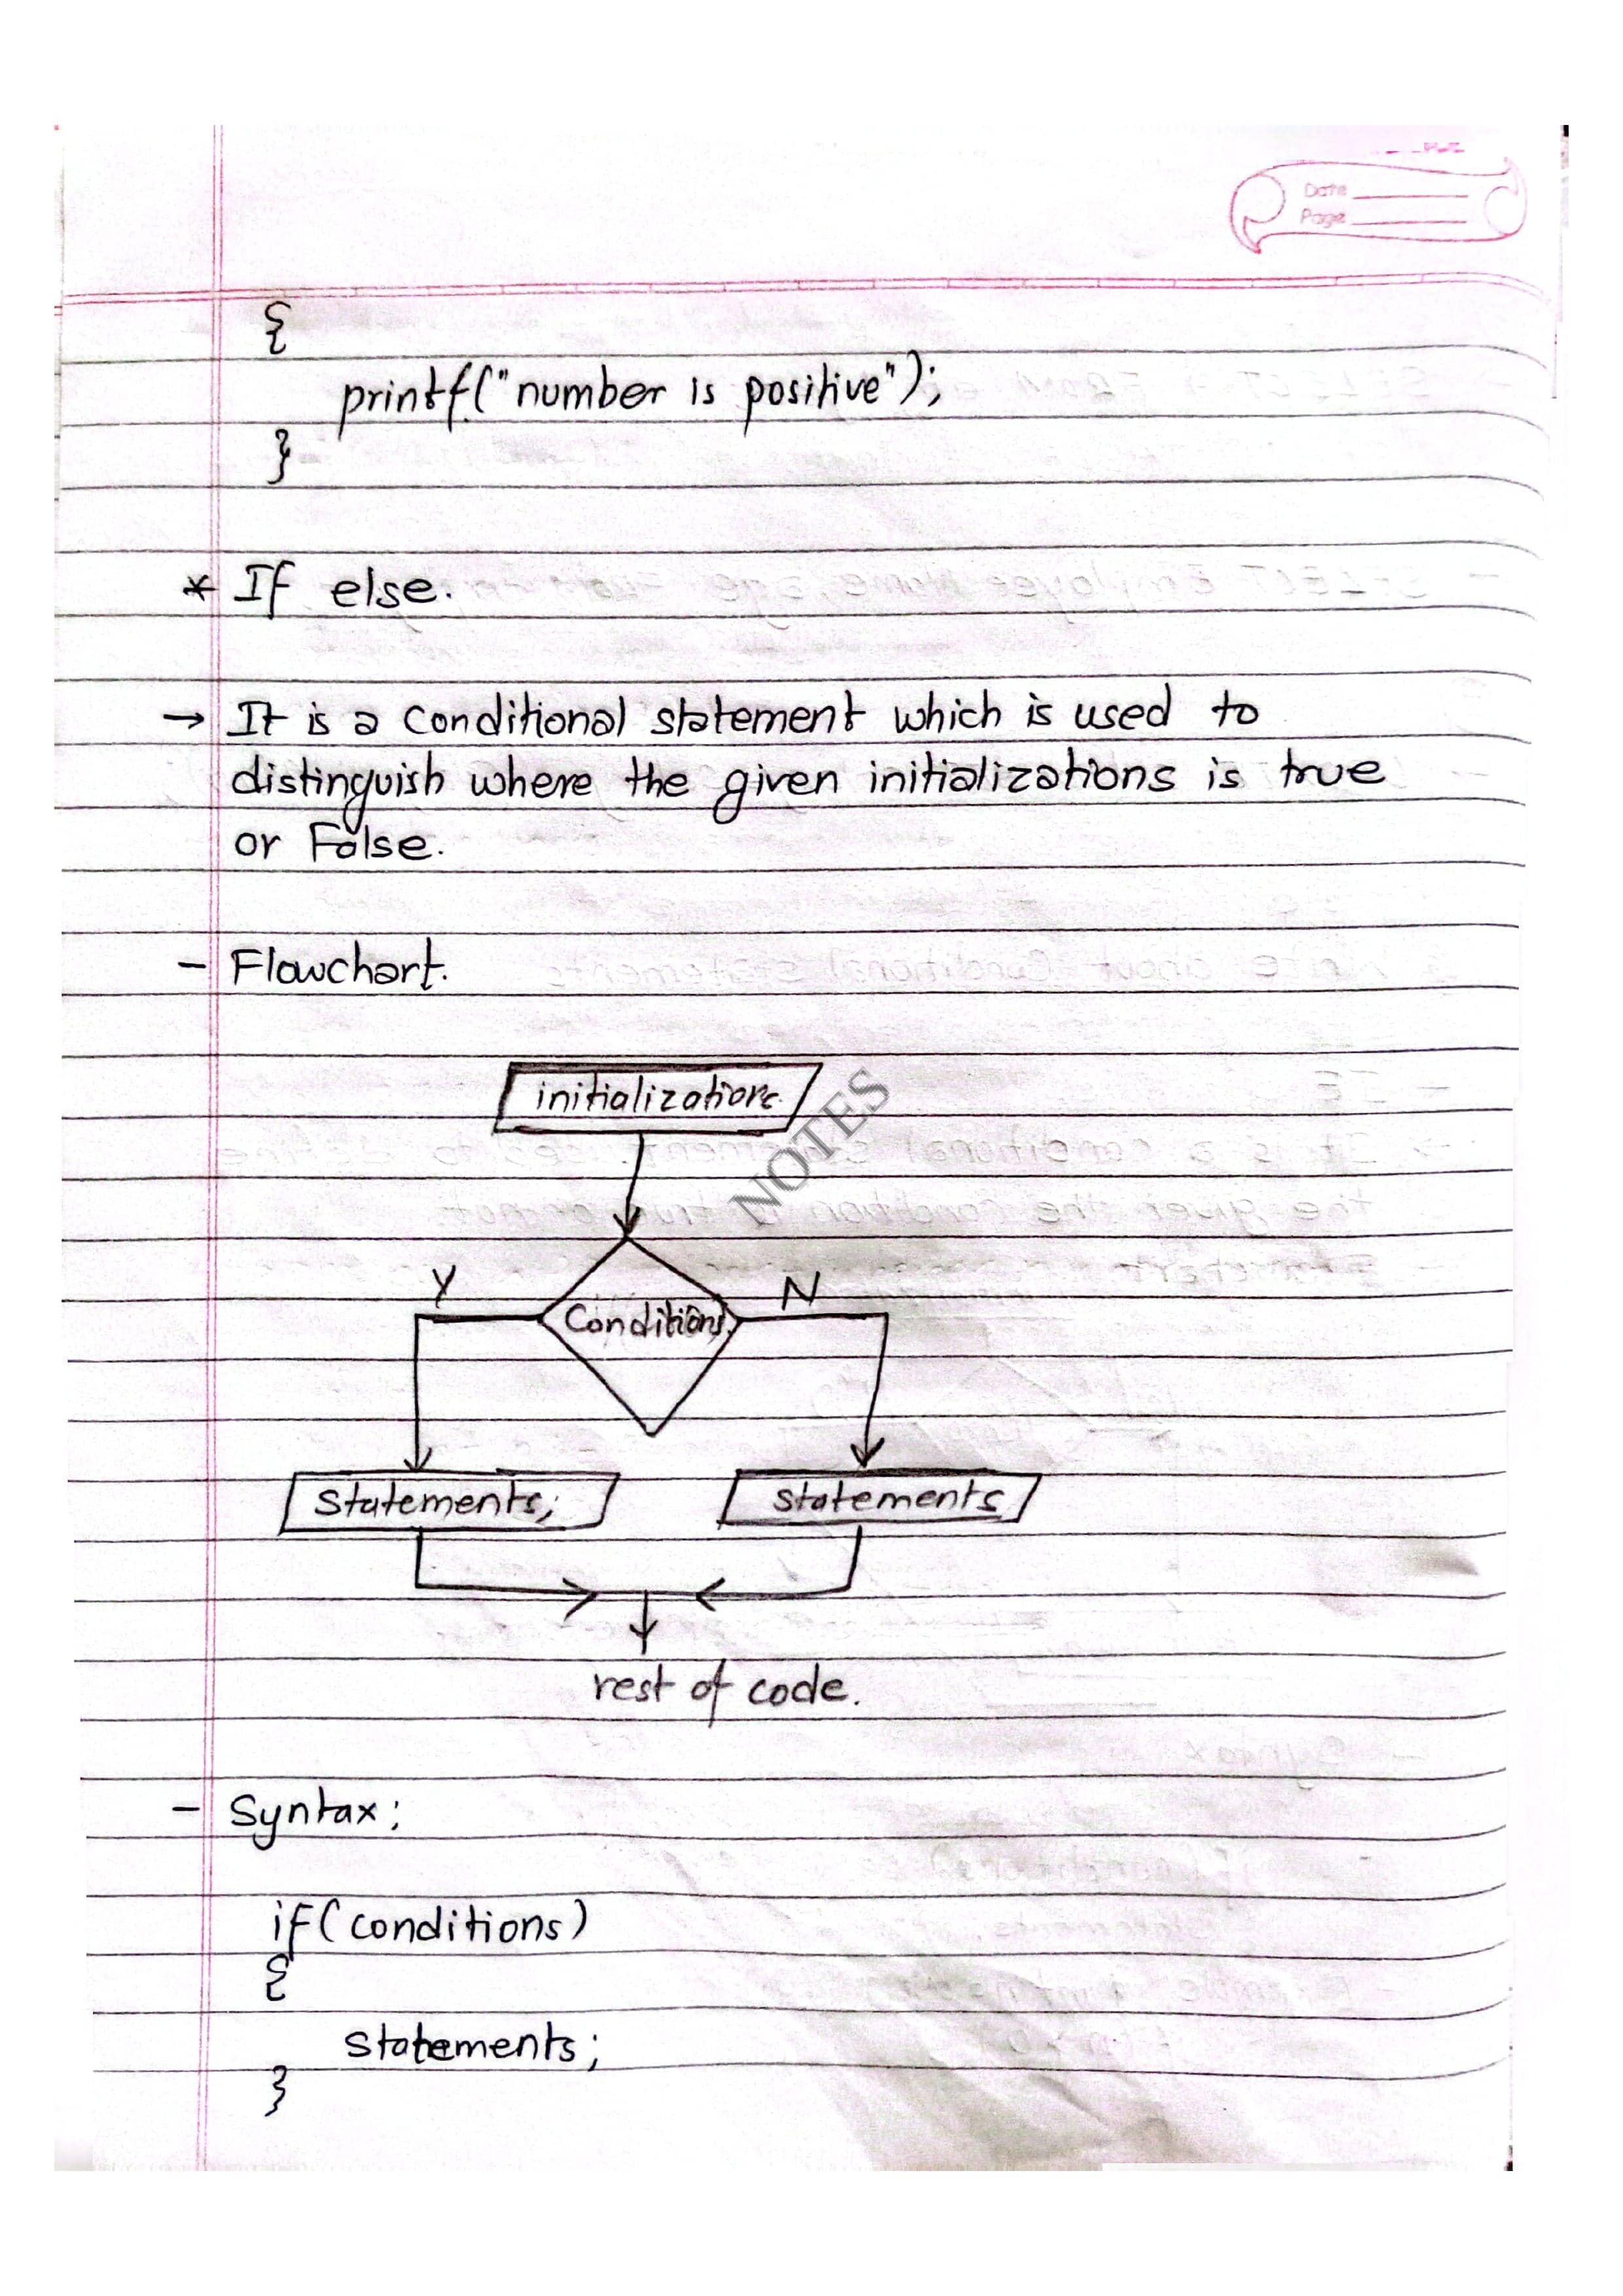 Date
Page
{
printf("number is positive");
}
* If else.
→ It is a conditional statement which is used to
distinguish where the given initializations is true
or False.
- Flowchart.
initializations
NOTES
Y
N
Conditions
Statements;
statements
rest of code.
- Syntax:
if(conditions)
{
statements;
}